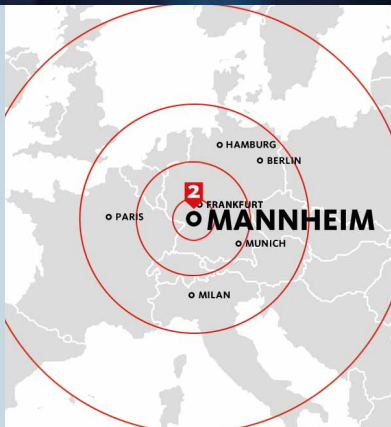 HAMBURG
BERLIN
2
FRANKFURT
PARIS
MANNHEIM
MUNICH
MILAN